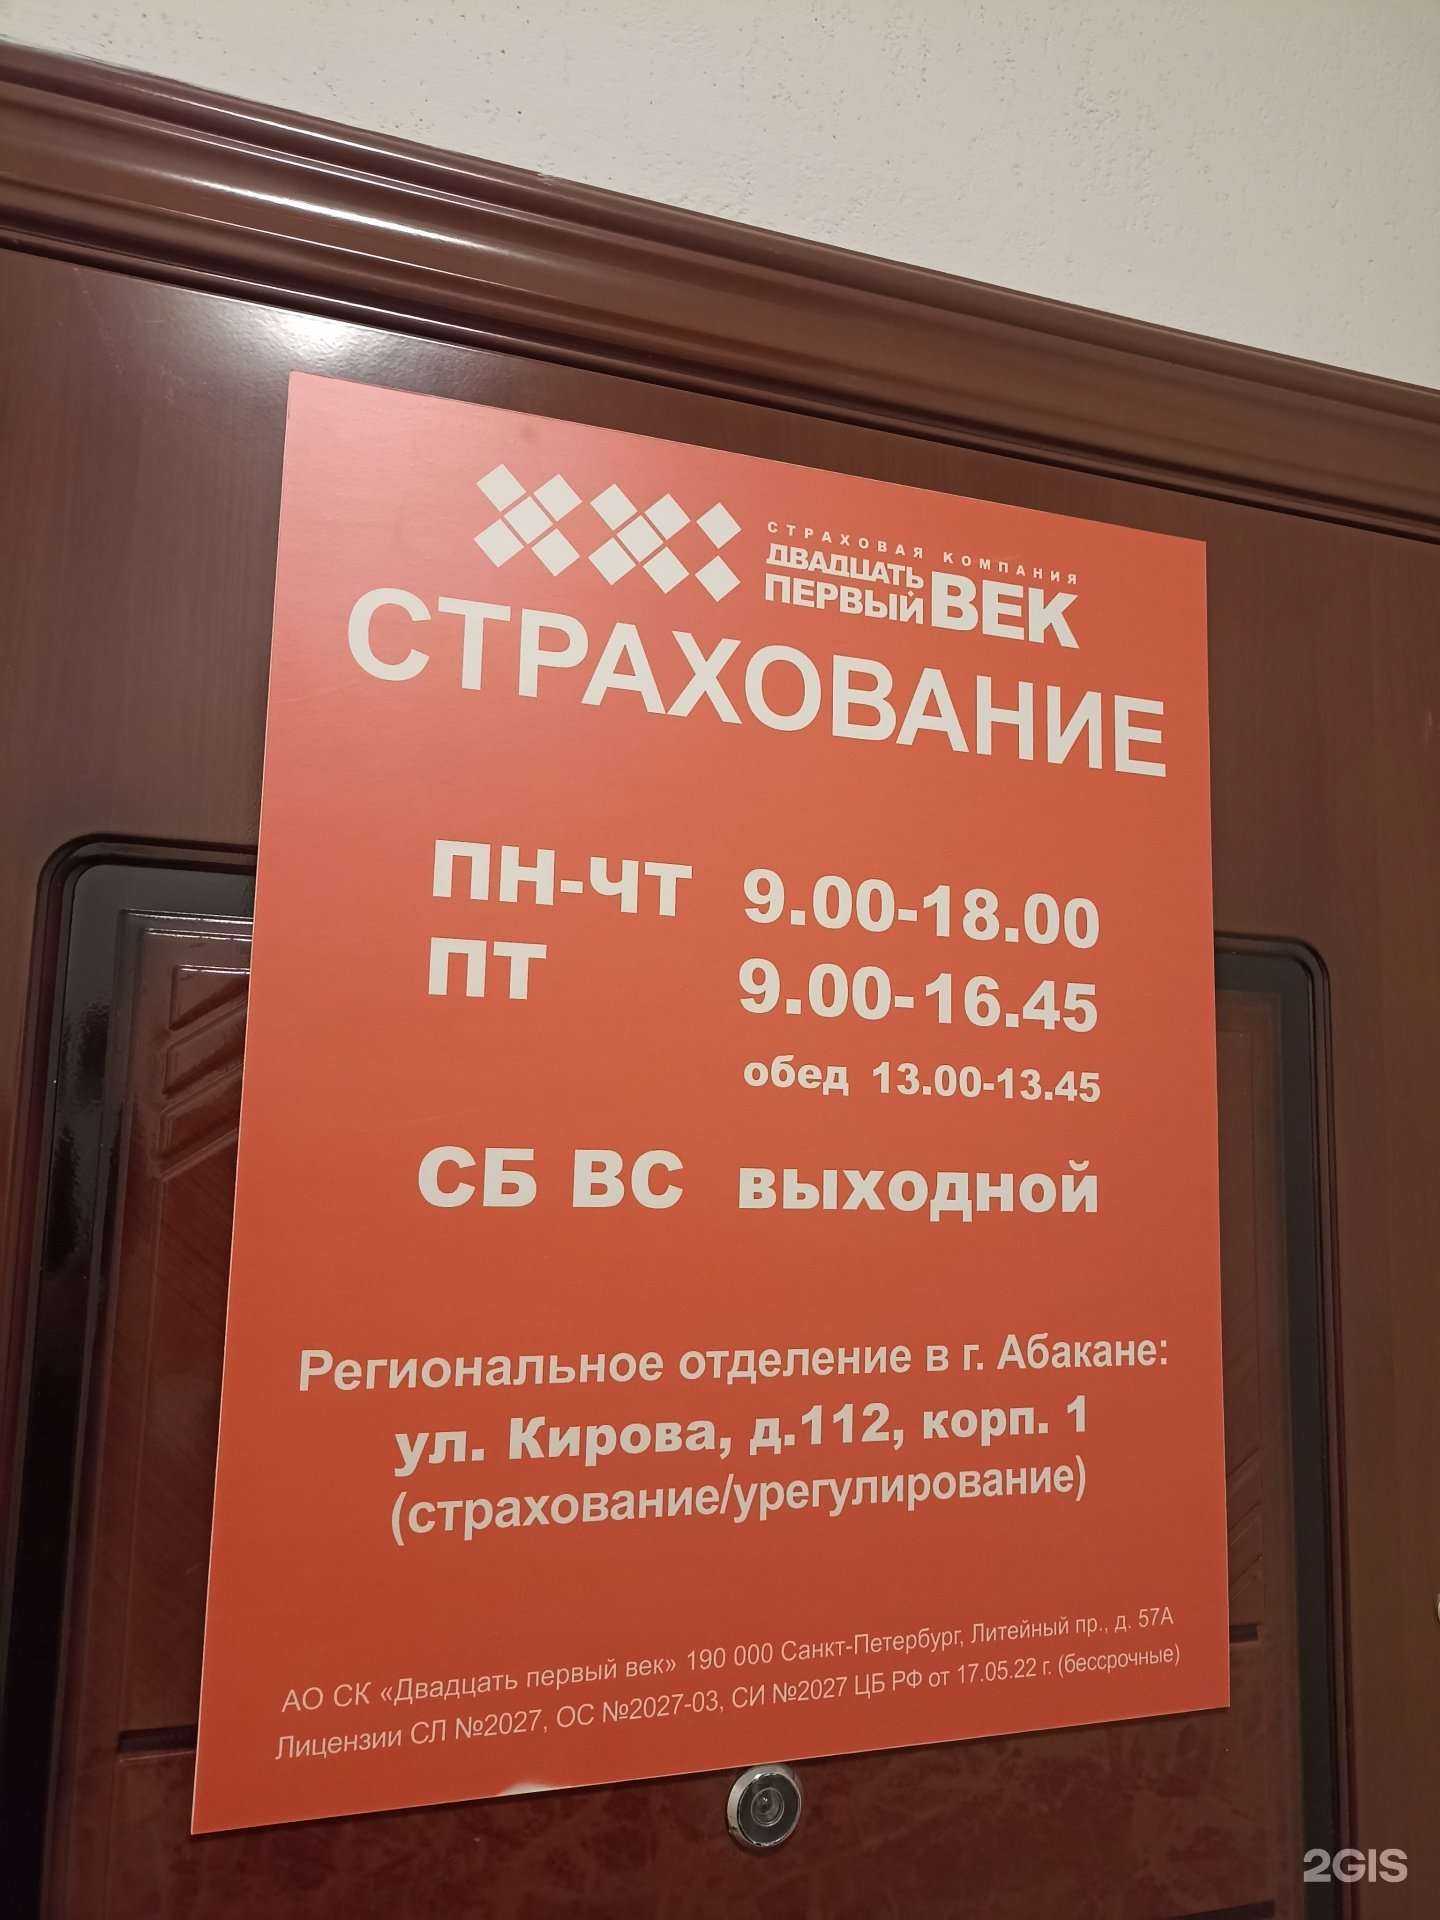 СТРАХОВАЯ КОМПАНИЯ
ДВАДЦАТЬ
ПЕРВЫЙ ВЕК
СТРАХОВАНИЕ
ПН-ЧТ 9.00-18.00
ПТ 9.00-16.45
обед 13.00-13.45
СБ ВС выходной
Региональное отделение в г. Абакане:
ул. Кирова, д.112, корп. 1
(страхование/урегулирование)
АО СК «Двадцать первый век» 190 000 Санкт-Петербург, Литейный пр., д. 57А
Лицензии СЛ №2027, ОС №2027-03, СИ №2027 ЦБ РФ от 17.05.22 г. (бессрочные)
2GIS